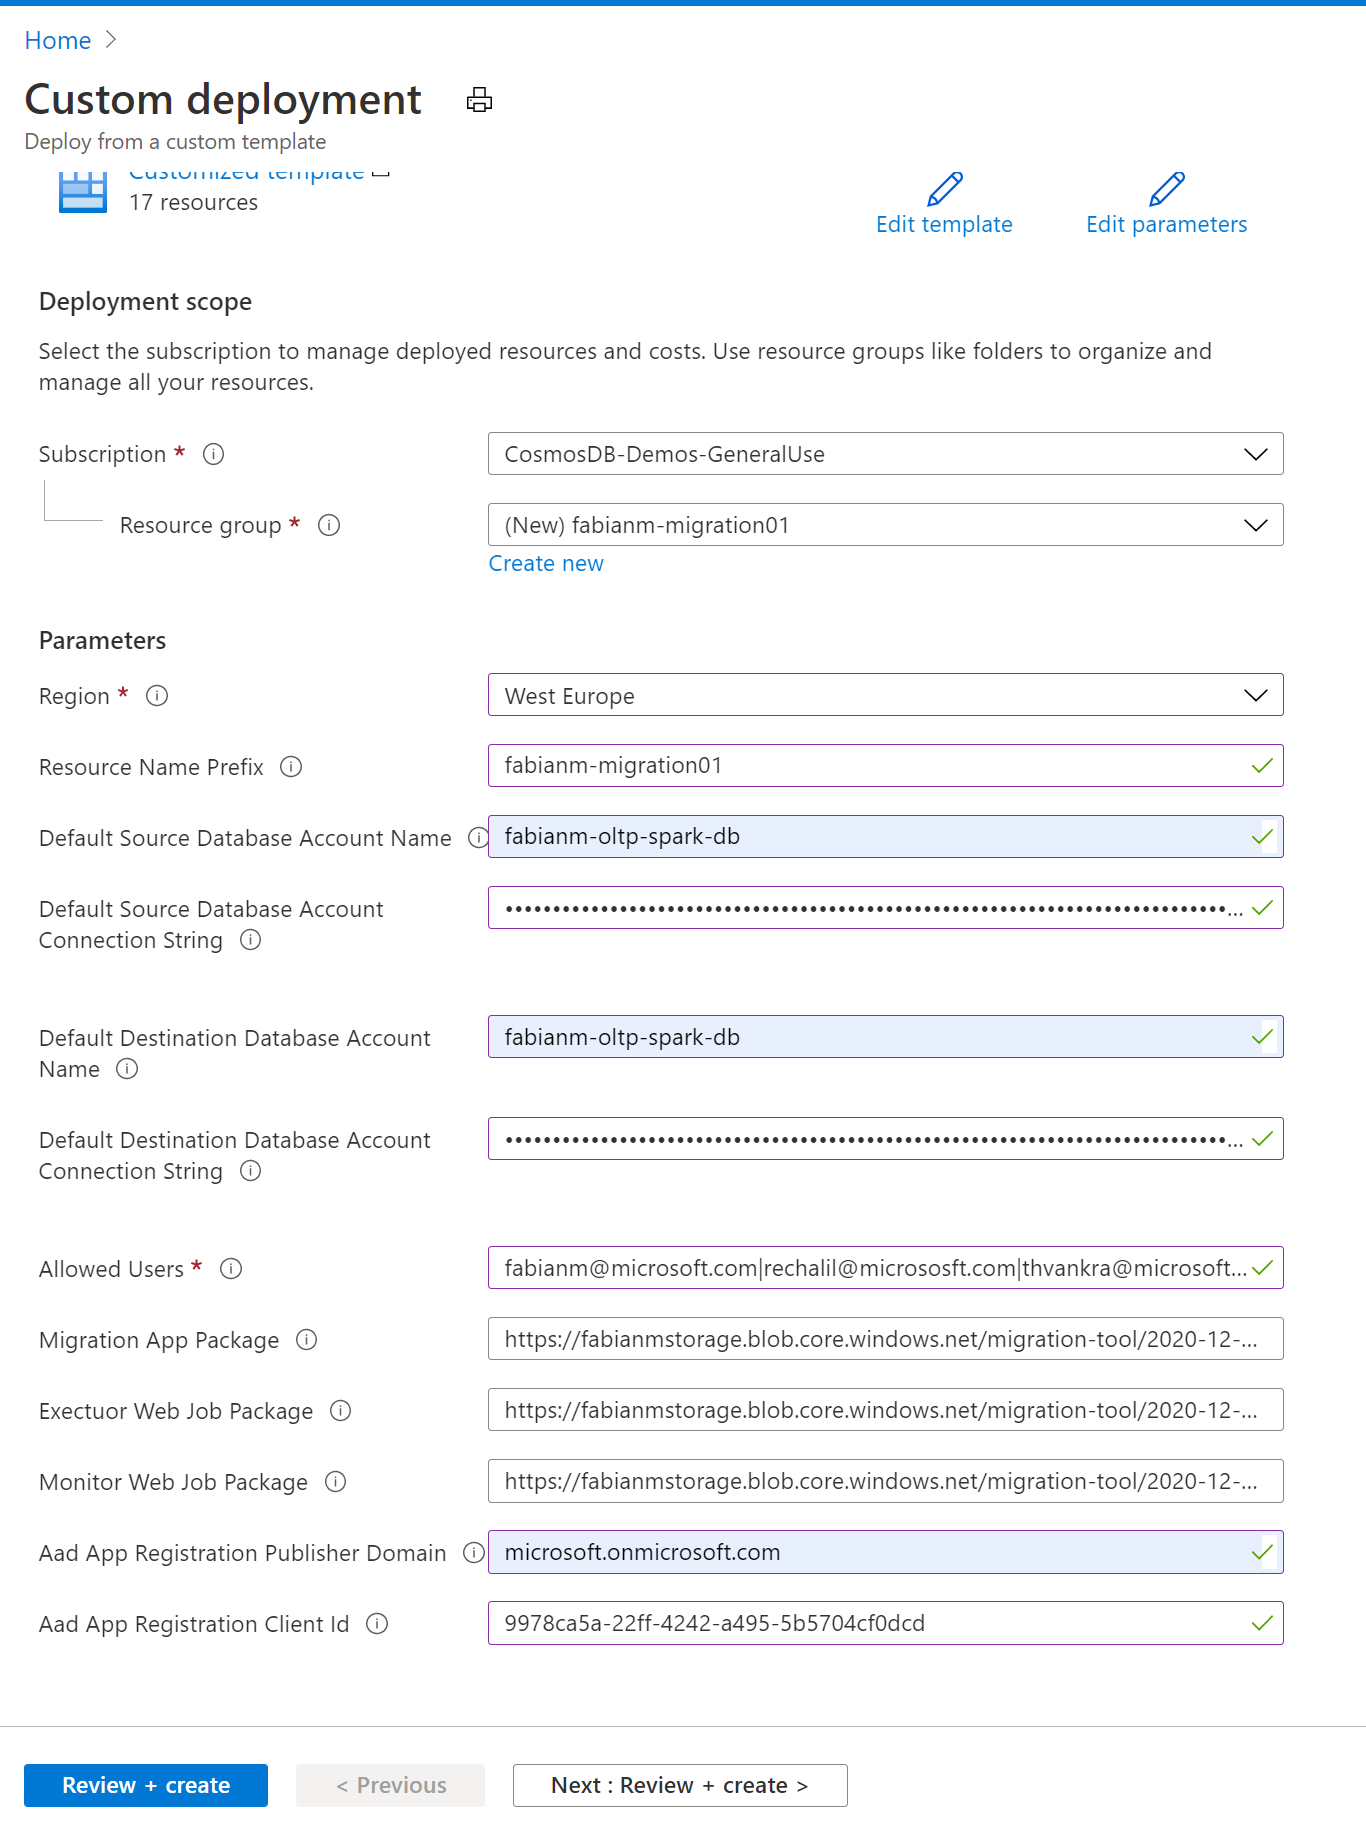 Home
Custom deployment
Deploy from a custom template
Customized template
17 resources
Edit template
Edit parameters
Deployment scope
Select the subscription to manage deployed resources and costs. Use resource groups like folders to organize and
manage all your resources.
Subscription *
CosmosDB-Demos-GeneralUse
Resource group *
(New) fabianm-migration01
Create new
Parameters
Region *
West Europe
Resource Name Prefix
fabianm-migration01
Default Source Database Account Name
fabianm-oltp-spark-db
Default Source Database Account
Connection String
Default Destination Database Account
Name
fabianm-oltp-spark-db
Default Destination Database Account
Connection String
Allowed Users *
fabianm@microsoft.com|rechalil@micrososft.com|thvankra@microsoft...
Migration App Package
https://fabianmstorage.blob.core.windows.net/migration-tool/2020-12-...
Exectuor Web Job Package
https://fabianmstorage.blob.core.windows.net/migration-tool/2020-12-...
Monitor Web Job Package
https://fabianmstorage.blob.core.windows.net/migration-tool/2020-12-...
Aad App Registration Publisher Domain
microsoft.onmicrosoft.com
Aad App Registration Client Id
9978ca5a-22ff-4242-a495-5b5704cf0dcd
Review + create
< Previous
Next : Review + create >